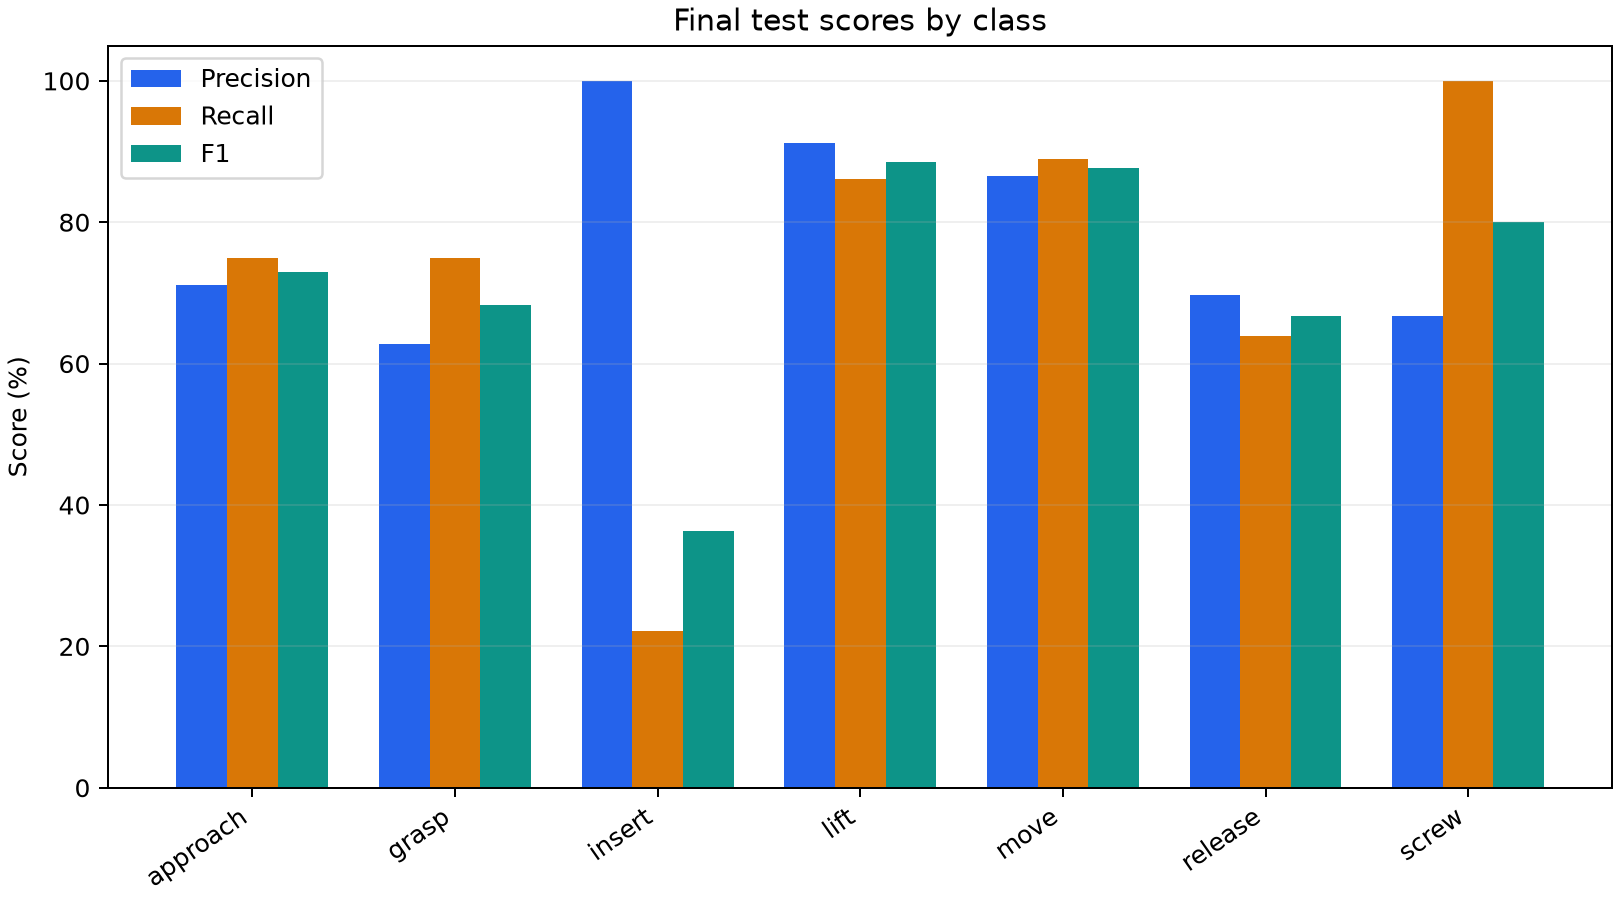 Final test scores by class
Precision
Recall
F1
Score (%)
100
80
60
40
20
0
approach
grasp
insert
lift
move
release
screw